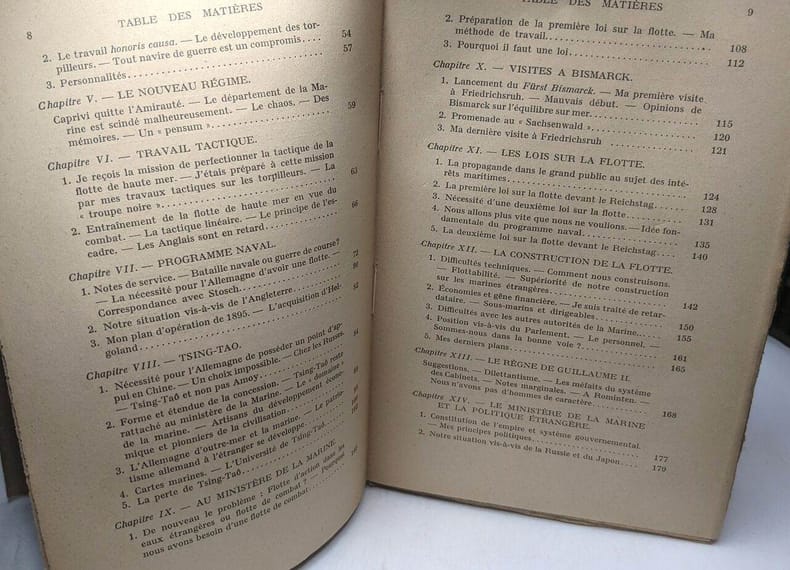 8
TABLE DES MATIÈRES
2. Le travail honoris causa. — Le développement des tor-
pilleurs. — Tout navire de guerre est un compromis.... 54
3. Personnalités............................ 57
Chapitre V. — LE NOUVEAU RÉGIME.
Caprivi quitte l'Amirauté. — Le département de la Ma-
rine est scindé malheureusement. — Le chaos. — Des
mémoires. — Un « pensum »................ 59
Chapitre VI. — TRAVAIL TACTIQUE.
1. Je reçois la mission de perfectionner la tactique de la
flotte de haute mer. — J'étais préparé à cette mission
par mes travaux tactiques sur les torpilleurs. — La
« troupe noire »........................ 63
2. Entraînement de la flotte de haute mer en vue du
combat. — La tactique linéaire. — Le principe de l'es-
cadre. — Les Anglais sont en retard........ 66
Chapitre VII. — PROGRAMME NAVAL.
1. Notes de service. — Bataille navale ou guerre de course?
— La nécessité pour l'Allemagne d'avoir une flotte. —
Correspondance avec Stosch................
2. Notre situation vis-à-vis de l'Angleterre........
3. Mon plan d'opération de 1895. — L'acquisition d'Hel-
goland................
Chapitre VIII. — TSING-TAO.
1. Nécessité pour l'Allemagne de posséder un point d'ap-
pui en Chine. — Un choix impossible. — Chez les Russes.
— Tsing-Taô et non pas Amoy.
2. Forme et étendue de la concession. — Tsing-Taô reste
rattaché au ministère de la Marine. — Le « domaine »
de la marine. — Artisans du développement écono-
mique et pionniers de la civilisation........
3. L'Allemagne d'outre-mer et la marine. — Le patrio-
tisme allemand à l'étranger se développe........
4. Cartes marines. — L'Université de Tsing-Taô....
5. La perte de Tsing-Taô................
Chapitre IX. — AU MINISTÈRE DE LA MARINE
1. De nouveau le problème : Flotte d'action dans les
eaux étrangères ou flotte de combat ? — Pourquoi
nous avons besoin d'une flotte de combat........
TABLE DES MATIÈRES
9
2. Préparation de la première loi sur la flotte. — Ma
méthode de travail................ 108
3. Pourquoi il faut une loi................ 112
Chapitre X. — VISITES A BISMARCK.
1. Lancement du Fürst Bismarck. — Ma première visite
à Friedrichsruh. — Mauvais début. — Opinions de
Bismarck sur l'équilibre sur mer................ 115
2. Promenade au « Sachsenwald »................ 120
3. Ma dernière visite à Friedrichsruh................ 121
Chapitre XI. — LES LOIS SUR LA FLOTTE.
1. La propagande dans le grand public au sujet des inté-
rêts maritimes................ 124
2. La première loi sur la flotte devant le Reichstag.... 128
3. Nécessité d'une deuxième loi sur la flotte........ 131
4. Nous allons plus vite que nous ne voulions. — Idée fon-
damentale du programme naval................ 135
5. La deuxième loi sur la flotte devant le Reichstag.... 140
Chapitre XII. — LA CONSTRUCTION DE LA FLOTTE.
1. Difficultés techniques. — Comment nous construisons.
— Flottabilité. — Supériorité de notre construction
sur les marines étrangères................ 142
2. Économies et gêne financière. — Je suis traité de retar-
dataire. — Sous-marins et dirigeables................ 150
3. Difficultés avec les autres autorités de la Marine.... 155
4. Position vis-à-vis du Parlement. — Le personnel. —
Sommes-nous dans la bonne voie ?................ 161
5. Mes derniers plans................ 165
Chapitre XIII. — LE RÈGNE DE GUILLAUME II.
Suggestions. — Dilettantisme. — Les méfaits du système
des Cabinets. — Notes marginales. — A Rominten. —
Nous n'avons pas d'hommes de caractère................ 168
Chapitre XIV. — LE MINISTÈRE DE LA MARINE
ET LA POLITIQUE ÉTRANGÈRE.
1. Constitution de l'empire et système gouvernemental.
— Mes principes politiques................ 177
2. Notre situation vis-à-vis de la Russie et du Japon.... 179